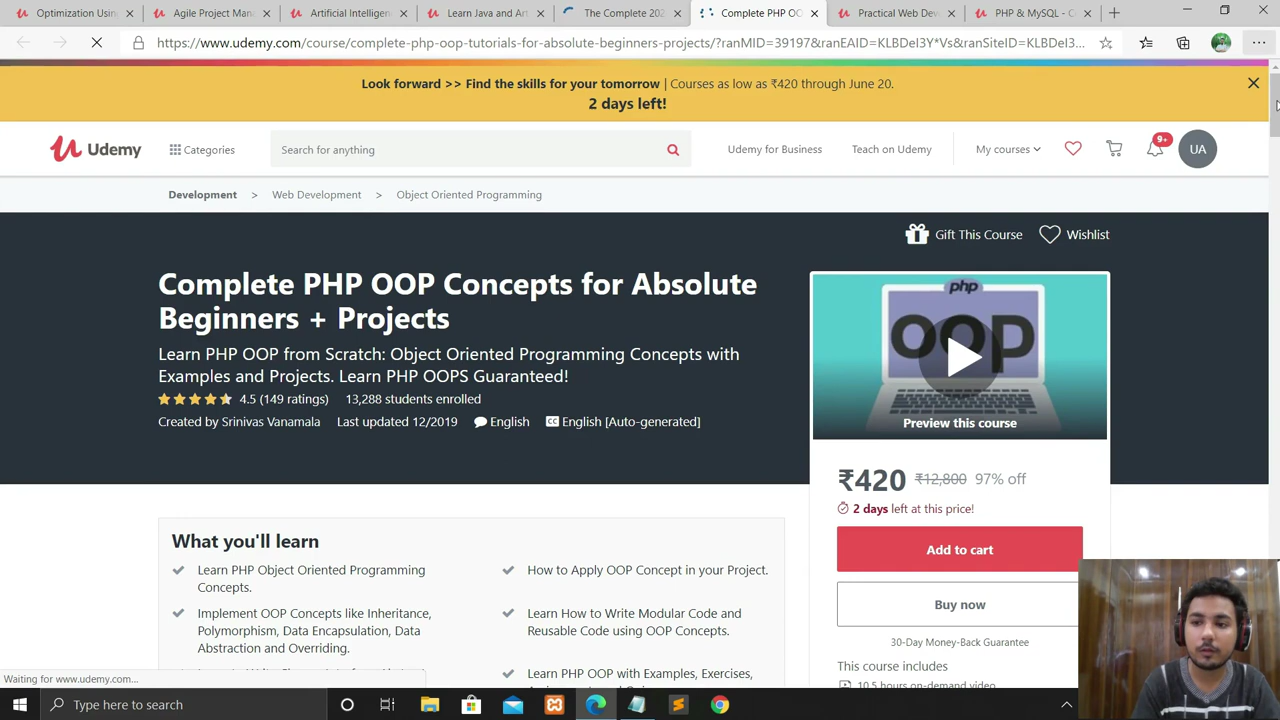 Optimization Usin
Agile Project Man
Artificial Intelligen
Learn Java and Art
The Complete 202
Complete PHP OO
Practical Web Dev
PHP & MySQL - C
https://www.udemy.com/course/complete-php-oop-tutorials-for-absolute-beginners-projects/?ranMID=39197&ranEAID=KLBDeI3Y*Vs&ranSiteID=KLBDeI3...
Look forward >> Find the skills for your tomorrow | Courses as low as ₹420 through June 20.
2 days left!
Udemy
Categories
Search for anything
Udemy for Business
Teach on Udemy
My courses
9+
UA
Development > Web Development > Object Oriented Programming
Gift This Course
Wishlist
Complete PHP OOP Concepts for Absolute
Beginners + Projects
Learn PHP OOP from Scratch: Object Oriented Programming Concepts with
Examples and Projects. Learn PHP OOPS Guaranteed!
4.5 (149 ratings) 13,288 students enrolled
Created by Srinivas Vanamala Last updated 12/2019 English CC English [Auto-generated]
php
OOP
Preview this course
₹420 ₹12,800 97% off
2 days left at this price!
Add to cart
Buy now
30-Day Money-Back Guarantee
This course includes
10.5 hours on-demand video
What you'll learn
Learn PHP Object Oriented Programming
Concepts.
How to Apply OOP Concept in your Project.
Implement OOP Concepts like Inheritance,
Polymorphism, Data Encapsulation, Data
Abstraction and Overriding.
Learn How to Write Modular Code and
Reusable Code using OOP Concepts.
Learn PHP OOP with Examples, Exercises,
Waiting for www.udemy.com...
Type here to search